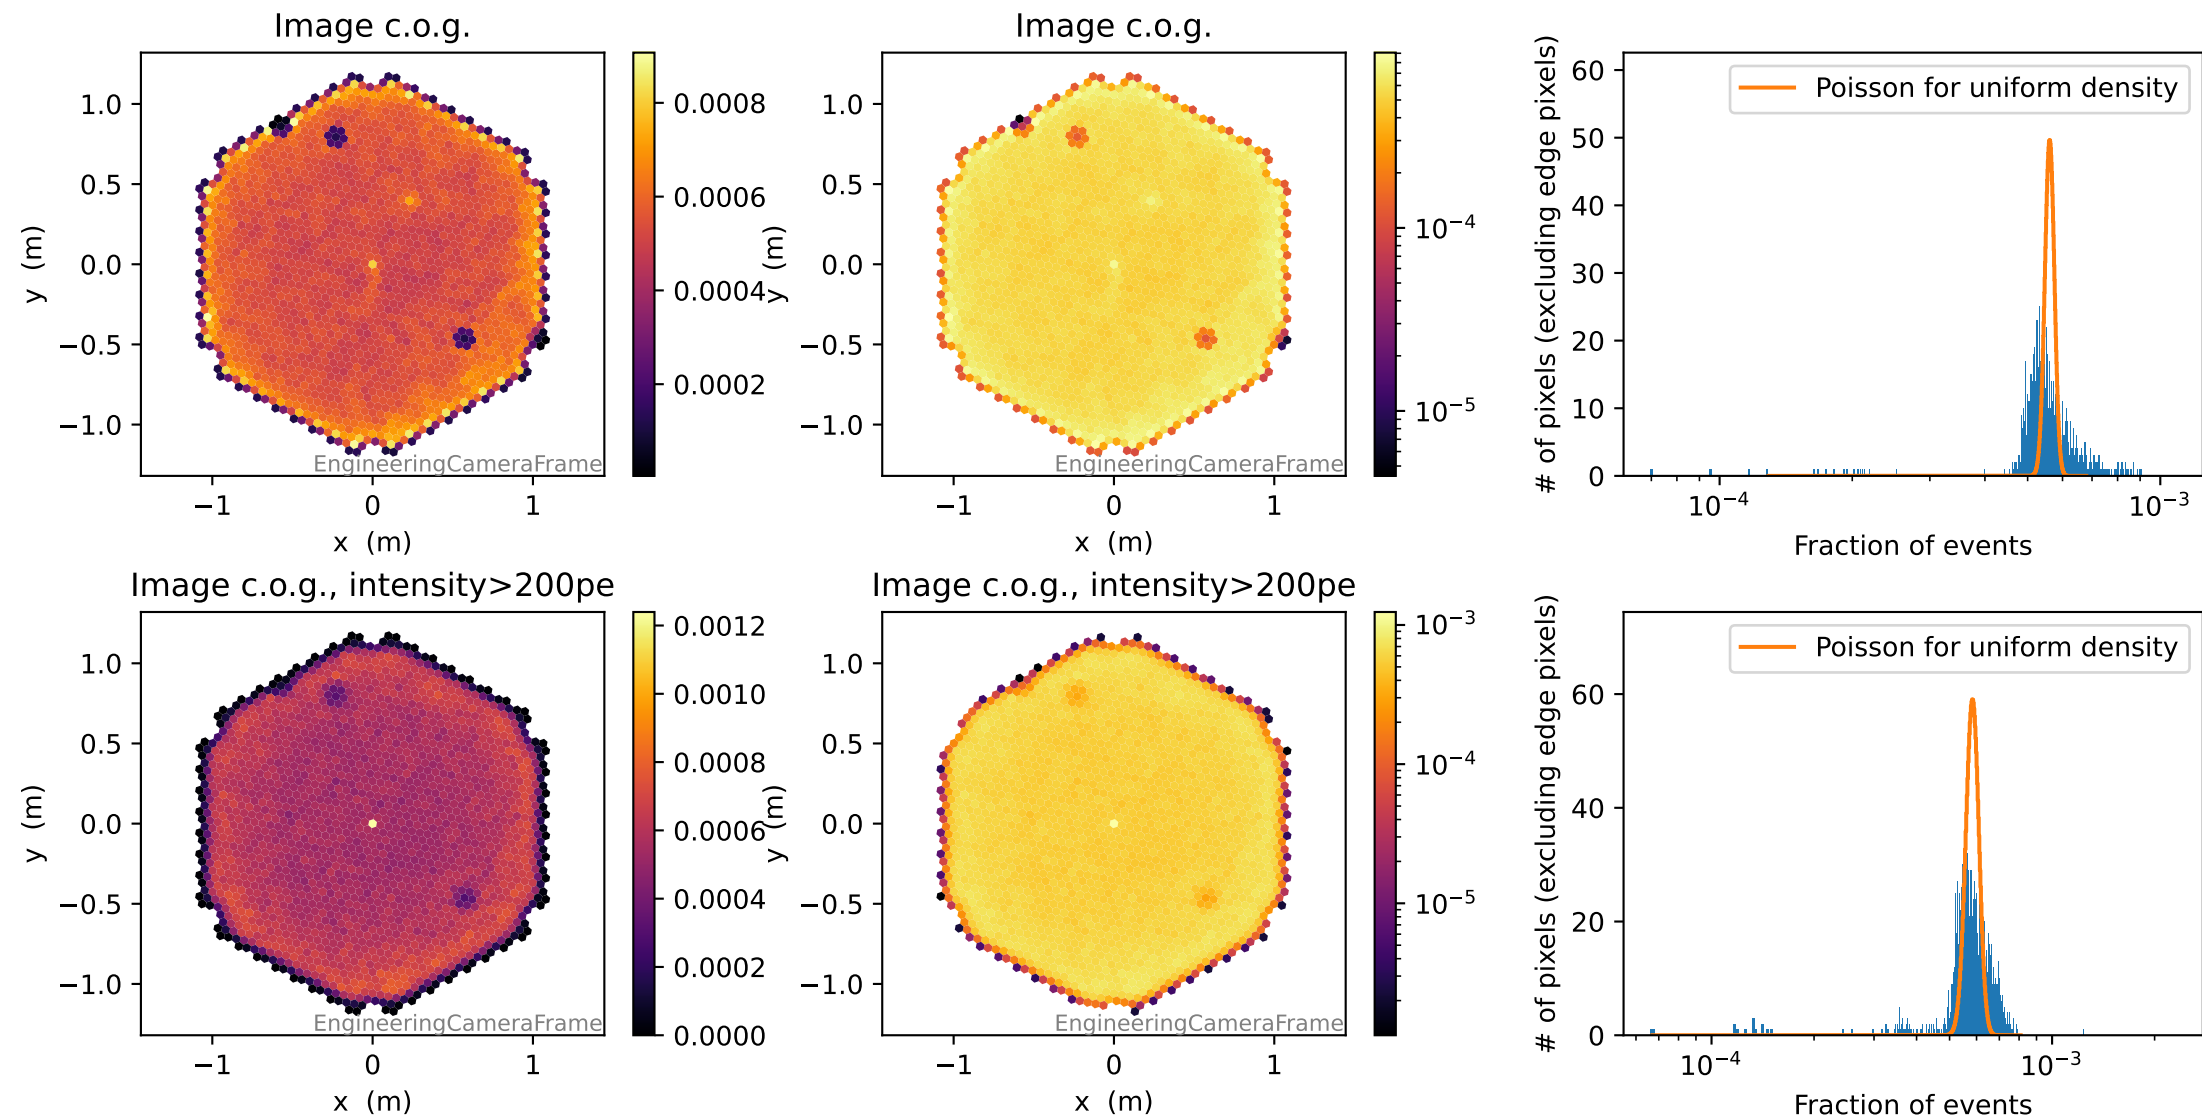 Image c.o.g.
y (m)
1.0
0.5
0.0
−0.5
−1.0
−1
0
1
x (m)
EngineeringCameraFrame
0.0008
0.0006
0.0004
0.0002
Image c.o.g.
y (m)
1.0
0.5
0.0
−0.5
−1.0
−1
0
1
x (m)
EngineeringCameraFrame
10⁻⁴
10⁻⁵
# of pixels (excluding edge pixels)
60
50
40
30
20
10
0
Poisson for uniform density
10⁻⁴
10⁻³
Fraction of events
Image c.o.g., intensity>200pe
y (m)
1.0
0.5
0.0
−0.5
−1.0
−1
0
1
x (m)
EngineeringCameraFrame
0.0012
0.0010
0.0008
0.0006
0.0004
0.0002
0.0000
Image c.o.g., intensity>200pe
y (m)
1.0
0.5
0.0
−0.5
−1.0
−1
0
1
x (m)
EngineeringCameraFrame
10⁻³
10⁻⁴
10⁻⁵
# of pixels (excluding edge pixels)
60
40
20
0
Poisson for uniform density
10⁻⁴
10⁻³
Fraction of events